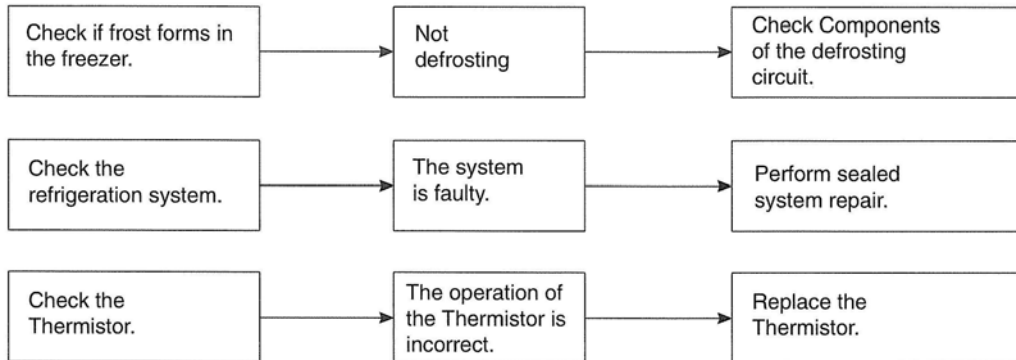 Check if frost forms in
the freezer.
Not
defrosting
Check Components
of the defrosting
circuit.
Check the
refrigeration system.
The system
is faulty.
Perform sealed
system repair.
Check the
Thermistor.
The operation of
the Thermistor is
incorrect.
Replace the
Thermistor.